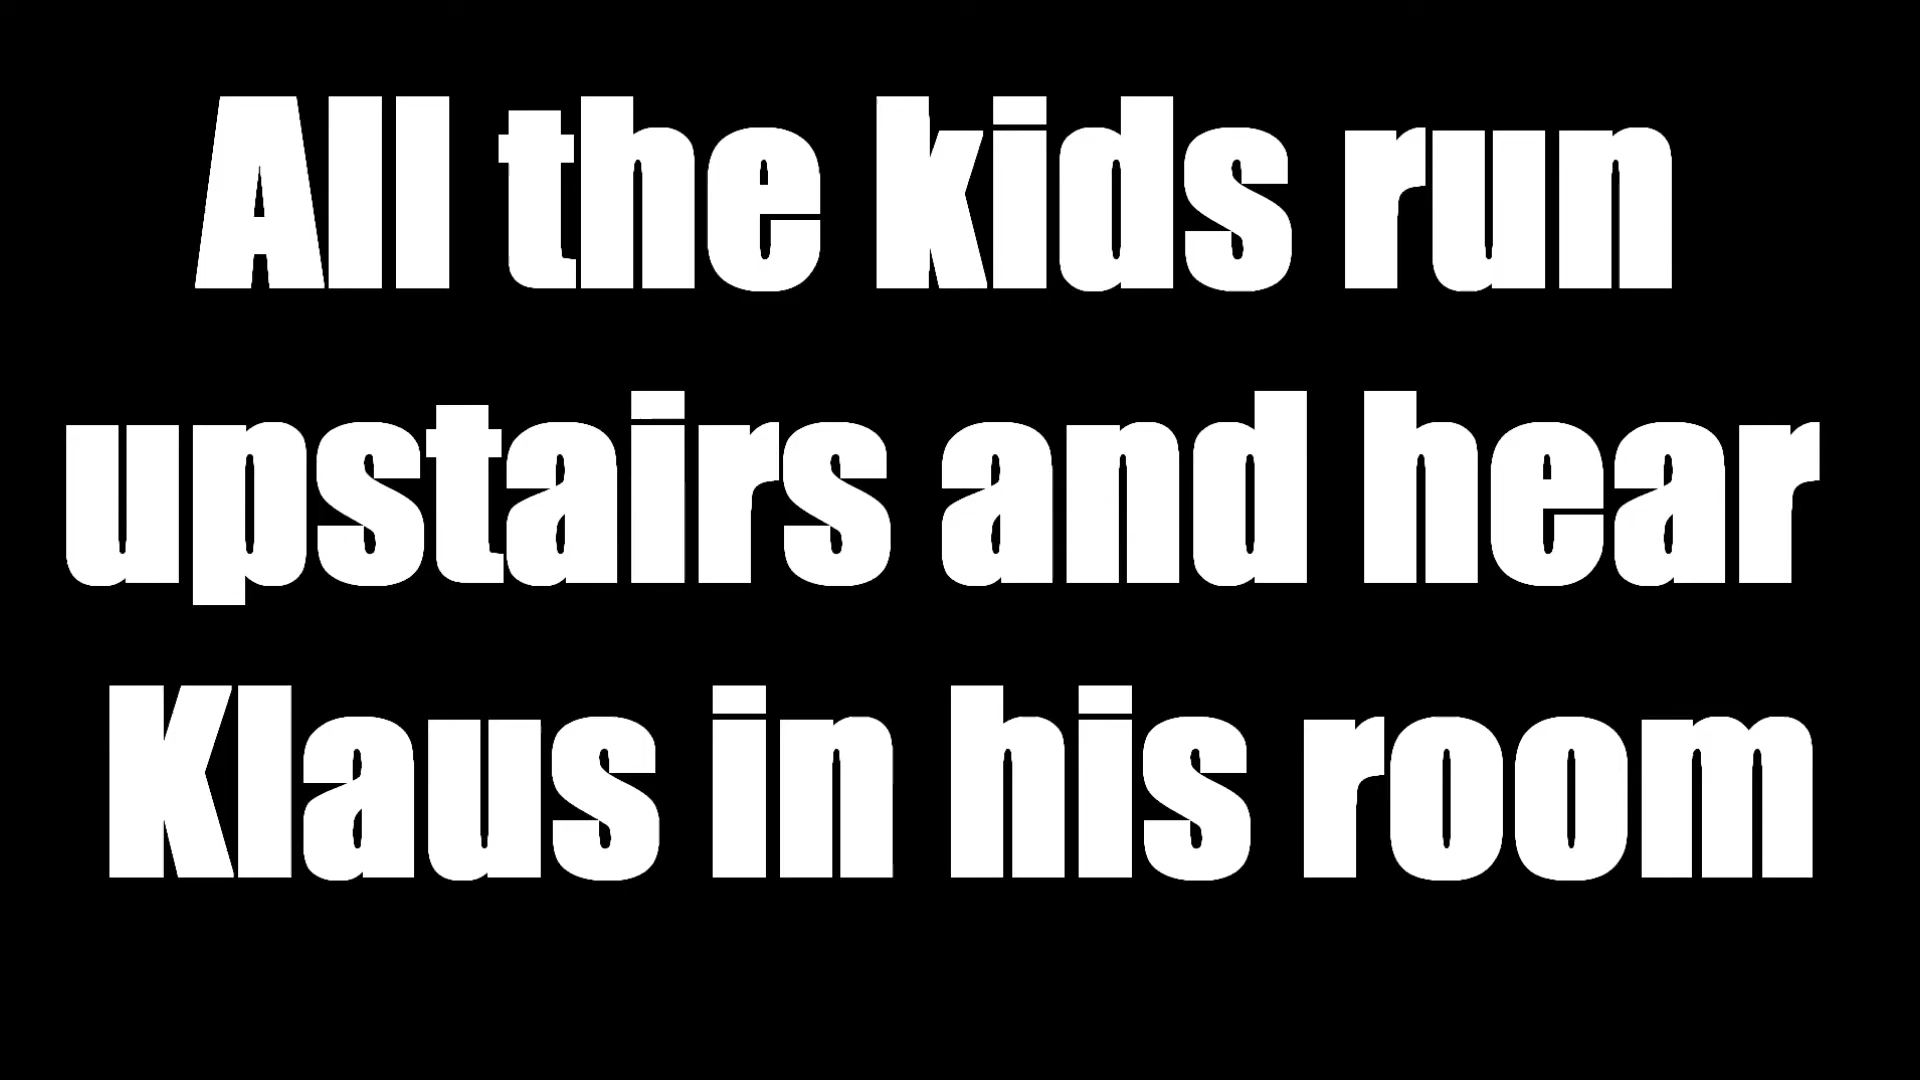 All the kids run
upstairs and hear
Klaus in his room